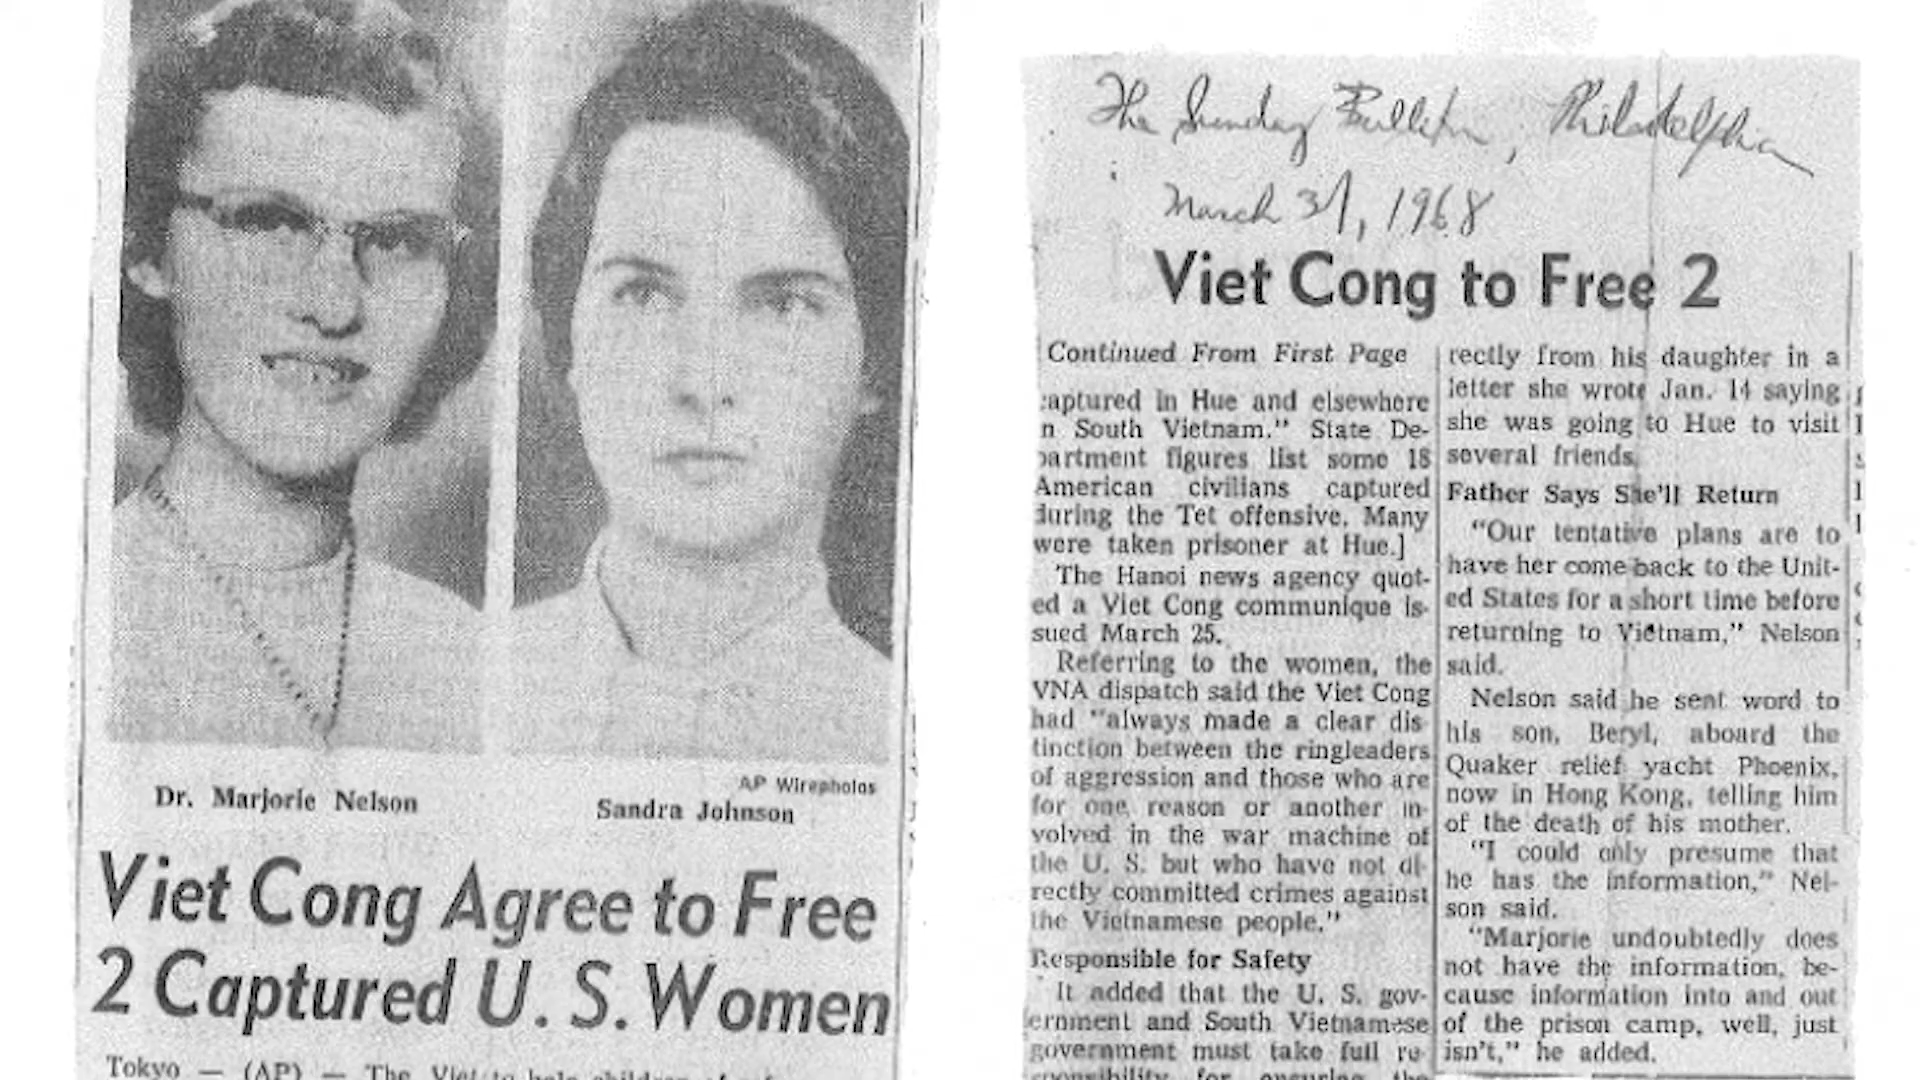 AP Wirephotos
Dr. Marjorie Nelson
Sandra Johnson
Viet Cong Agree to Free
2 Captured U. S. Women
Tokyo — (AP) — The Viet
The Sunday Bulletin, Philadelphia
March 31, 1968
Viet Cong to Free 2
Continued From First Page
captured in Hue and elsewhere
n South Vietnam." State De-
partment figures list some 18
American civilians captured
during the Tet offensive. Many
were taken prisoner at Hue.]
The Hanoi news agency quot-
ed a Viet Cong communique is-
sued March 25.
Referring to the women, the
VNA dispatch said the Viet Cong
had "always made a clear dis-
tinction between the ringleaders
of aggression and those who are
for one reason or another in-
volved in the war machine of
the U. S. but who have not di-
rectly committed crimes against
the Vietnamese people."
Responsible for Safety
It added that the U. S. gov-
ernment and South Vietnamese
government must take full re-
sponsibility for ensuring the
rectly from his daughter in a
letter she wrote Jan. 14 saying
she was going to Hue to visit
several friends.
Father Says She'll Return
"Our tentative plans are to
have her come back to the Unit-
ed States for a short time before
returning to Vietnam," Nelson
said.
Nelson said he sent word to
his son, Beryl, aboard the
Quaker relief yacht Phoenix,
now in Hong Kong, telling him
of the death of his mother.
"I could only presume that
he has the information," Nel-
son said.
"Marjorie undoubtedly does
not have the information, be-
cause information into and out
of the prison camp, well, just
isn't," he added.